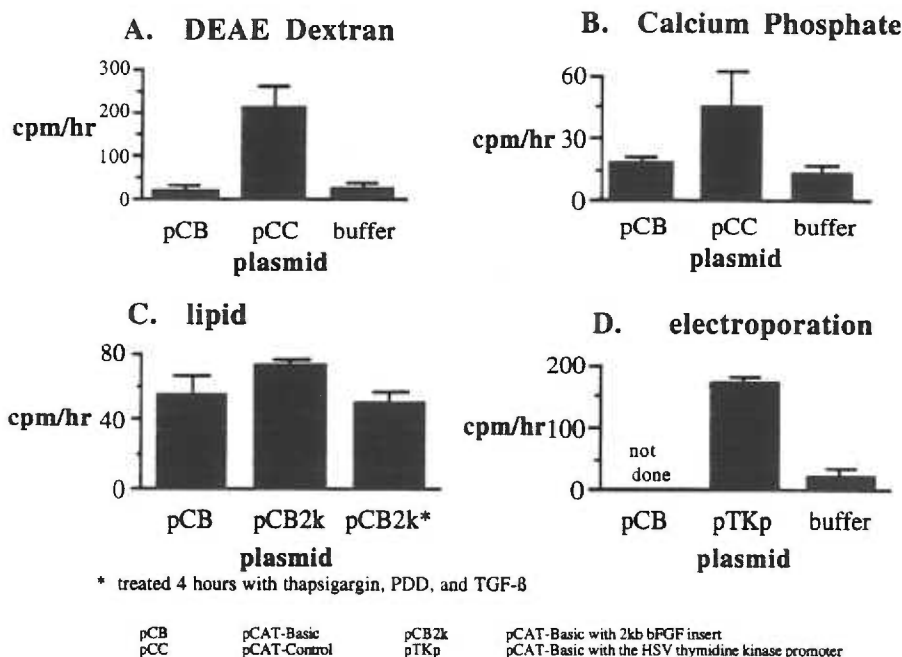 A. DEAE Dextran
300
200
100
0
cpm/hr
pCB pCC buffer
plasmid
B. Calcium Phosphate
60
30
0
cpm/hr
pCB pCC buffer
plasmid
C. lipid
80
40
0
cpm/hr
pCB pCB2k pCB2k*
plasmid
D. electroporation
200
100
0
cpm/hr
not
done
pCB pTKp buffer
plasmid
* treated 4 hours with thapsigargin, PDD, and TGF-ß
pCB pCAT-Basic pCB2k pCAT-Basic with 2kb bFGF insert
pCC pCAT-Control pTKp pCAT-Basic with the HSV thymidine kinase promoter